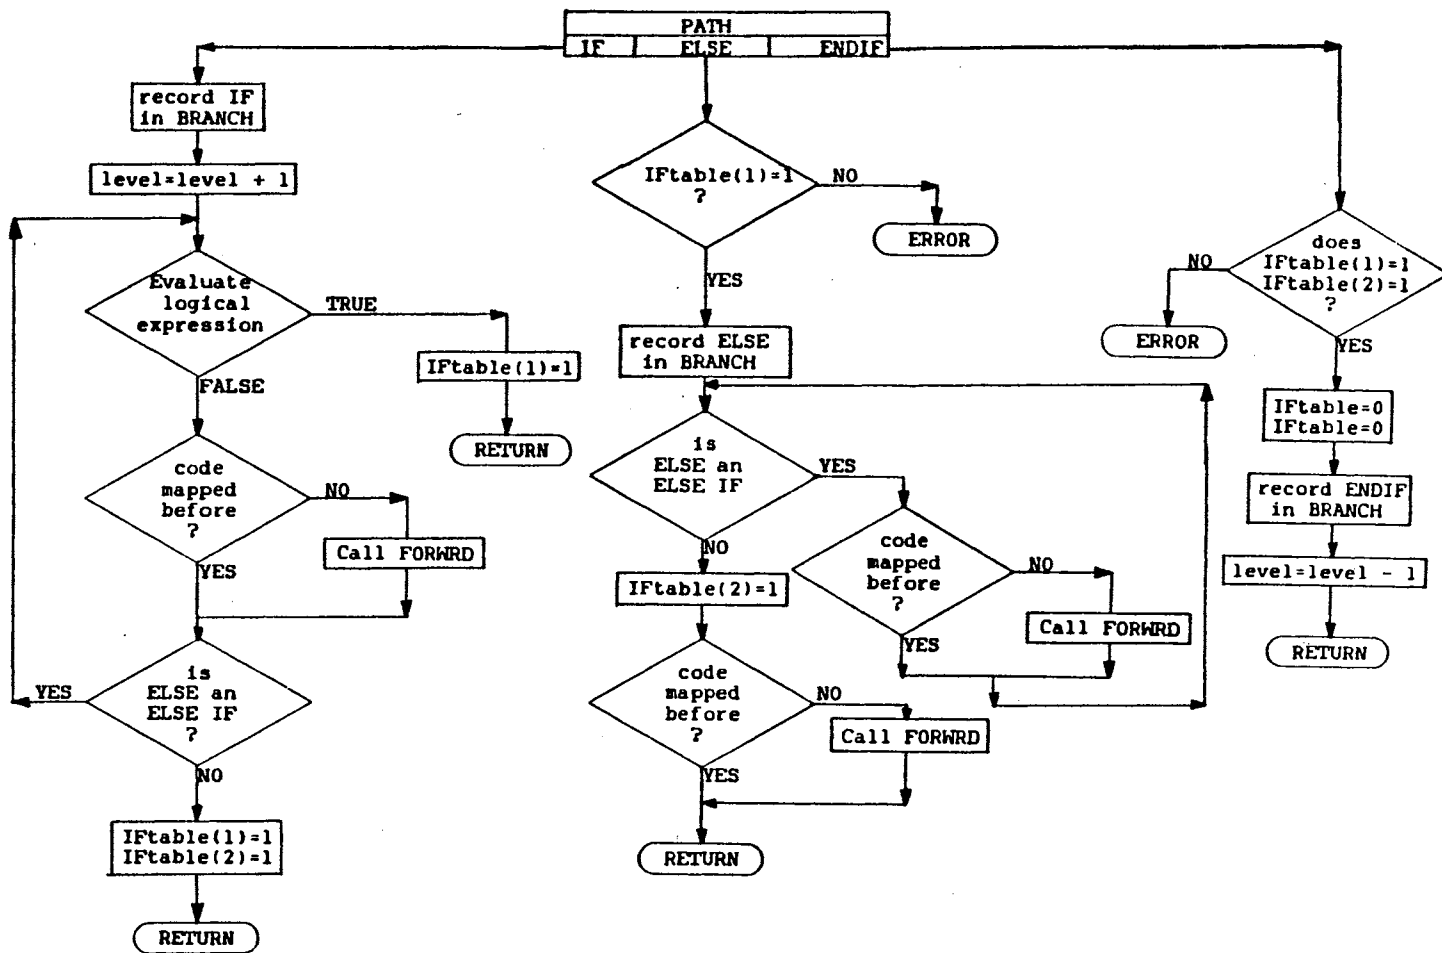 PATH
IF ELSE ENDIF
record IF
in BRANCH
level=level + 1
Evaluate
logical
expression
TRUE
IFtable(1)=1
RETURN
FALSE
code
mapped
before
?
NO
Call FORWRD
YES
is
ELSE an
ELSE IF
?
YES
NO
IFtable(1)=1
IFtable(2)=1
RETURN
IFtable(1)=1
?
NO
ERROR
YES
record ELSE
in BRANCH
is
ELSE an
ELSE IF
YES
code
mapped
before
?
NO
Call FORWRD
YES
NO
IFtable(2)=1
code
mapped
before
?
NO
Call FORWRD
YES
RETURN
does
IFtable(1)=1
IFtable(2)=1
?
NO
ERROR
YES
IFtable=0
IFtable=0
record ENDIF
in BRANCH
level=level - 1
RETURN